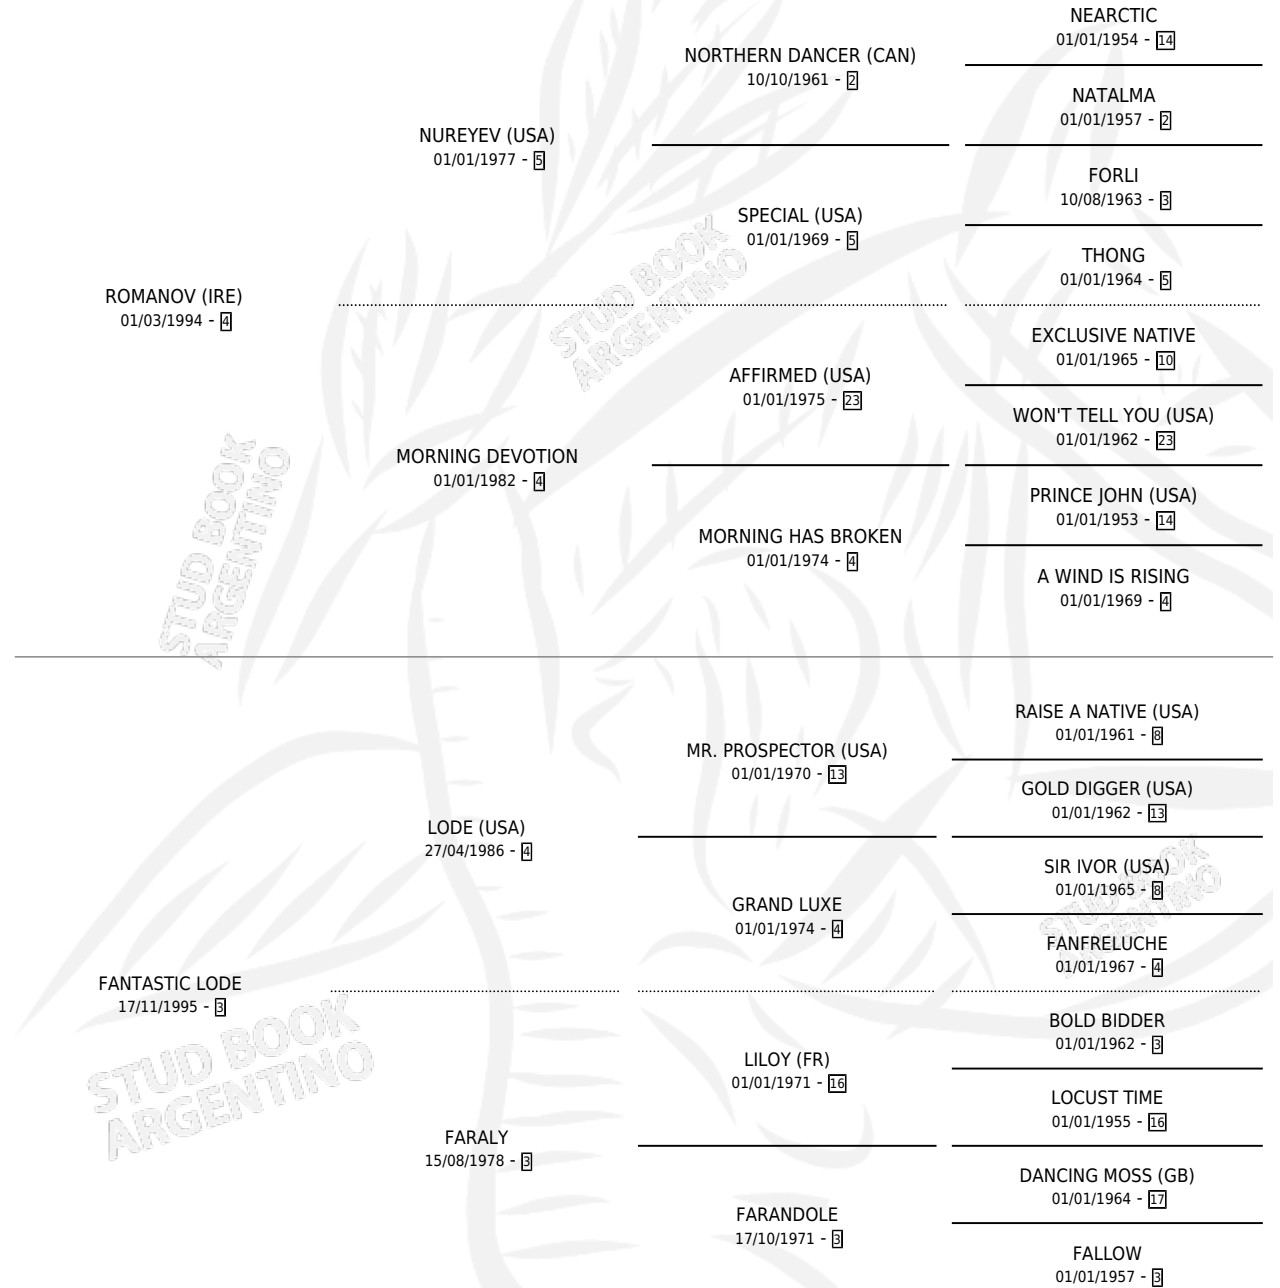 NEARCTIC
01/01/1954 - 14
NORTHERN DANCER (CAN)
10/10/1961 - 2
NATALMA
01/01/1957 - 2
NUREYEV (USA)
01/01/1977 - 5
FORLI
10/08/1963 - 3
SPECIAL (USA)
01/01/1969 - 5
THONG
01/01/1964 - 5
ROMANOV (IRE)
01/03/1994 - 4
EXCLUSIVE NATIVE
01/01/1965 - 10
AFFIRMED (USA)
01/01/1975 - 23
WON'T TELL YOU (USA)
01/01/1962 - 23
MORNING DEVOTION
01/01/1982 - 4
PRINCE JOHN (USA)
01/01/1953 - 14
MORNING HAS BROKEN
01/01/1974 - 4
A WIND IS RISING
01/01/1969 - 4
STUD BOOK
ARGENTINO
STUD BOOK
ARGENTINO
RAISE A NATIVE (USA)
01/01/1961 - 8
MR. PROSPECTOR (USA)
01/01/1970 - 13
GOLD DIGGER (USA)
01/01/1962 - 13
LODE (USA)
27/04/1986 - 4
SIR IVOR (USA)
01/01/1965 - 8
GRAND LUXE
01/01/1974 - 4
FANFRELUCHE
01/01/1967 - 4
STUD BOOK
ARGENTINO
FANTASTIC LODE
17/11/1995 - 3
BOLD BIDDER
01/01/1962 - 3
LILOY (FR)
01/01/1971 - 16
LOCUST TIME
01/01/1955 - 16
STUD BOOK
ARGENTINO
FARALY
15/08/1978 - 3
DANCING MOSS (GB)
01/01/1964 - 17
FARANDOLE
17/10/1971 - 3
FALLOW
01/01/1957 - 3